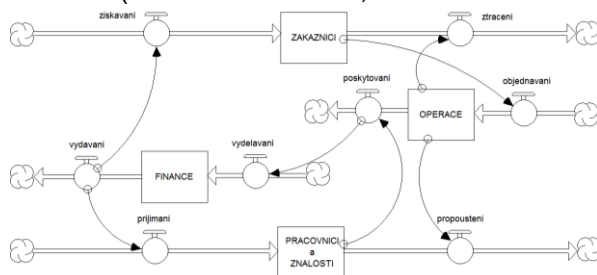 ziskavani
ZAKAZNICI
ztraceni
poskytovani
OPERACE
objednavani
vydavani
FINANCE
vydelavani
prijimani
PRACOVNICI
a
ZNALOSTI
propousteni